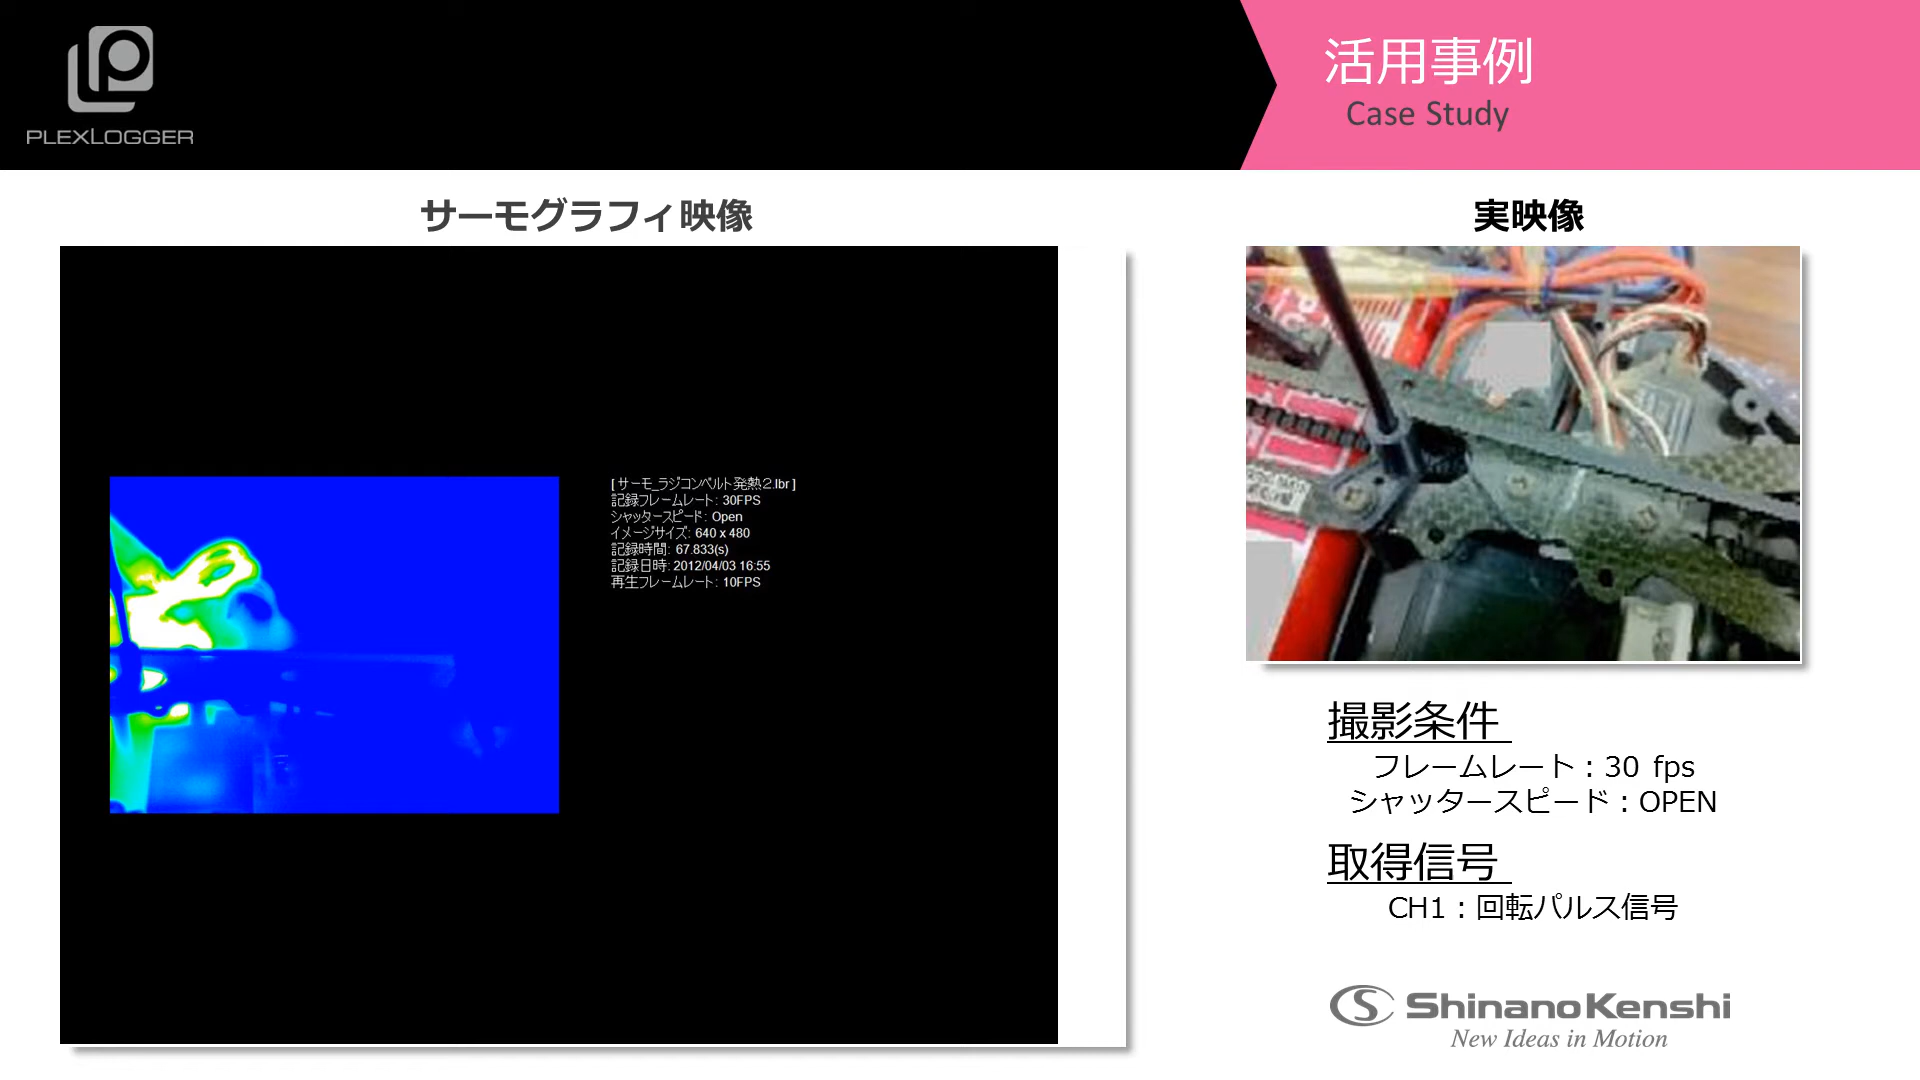 PLEXLOGGER
活用事例
Case Study
サーモグラフィ映像
実映像
[ サーモ_ラジコンベルト発熱2.lbr ]
記録フレームレート: 30FPS
シャッタースピード: Open
イメージサイズ: 640 x 480
記録時間: 67.833(s)
記録日時: 2012/04/03 16:55
再生フレームレート: 10FPS
撮影条件
フレームレート：30 fps
シャッタースピード：OPEN
取得信号
CH1：回転パルス信号
ShinanoKenshi
New Ideas in Motion